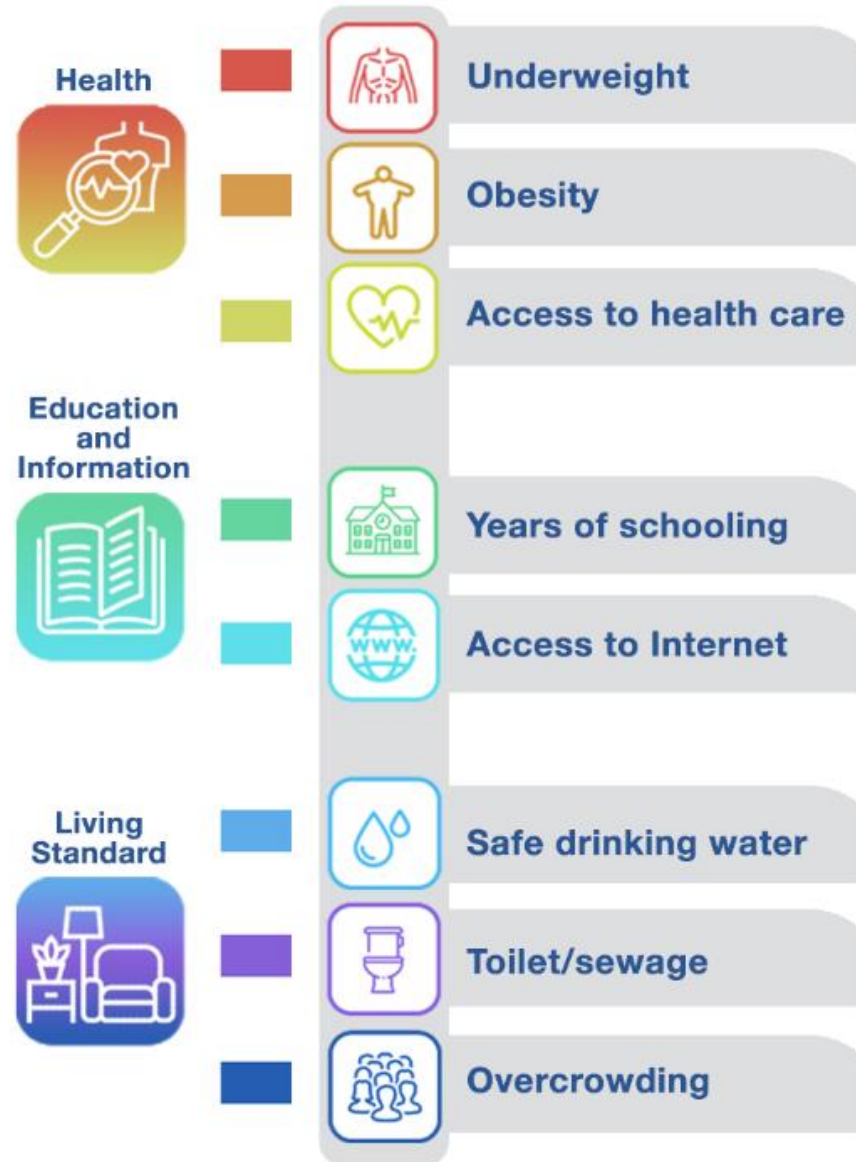 Health
Underweight
Obesity
Access to health care
Education
and
Information
Years of schooling
www.
Access to Internet
Living
Standard
Safe drinking water
Toilet/sewage
Overcrowding